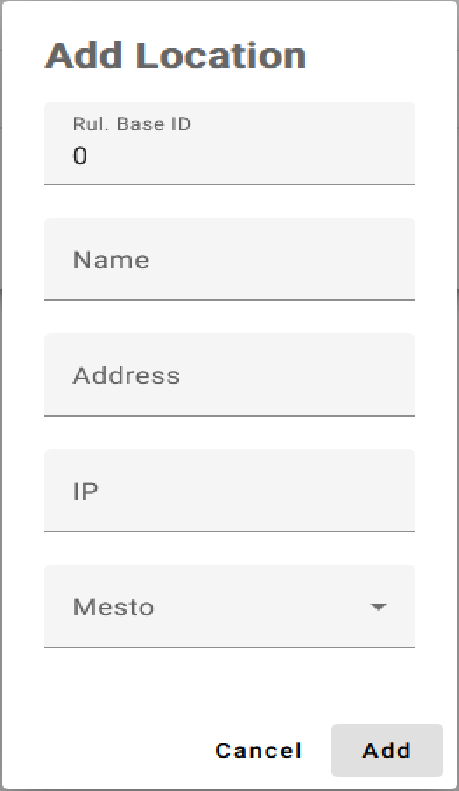 Add Location
Rul. Base ID
0
Name
Address
IP
Mesto
Cancel Add